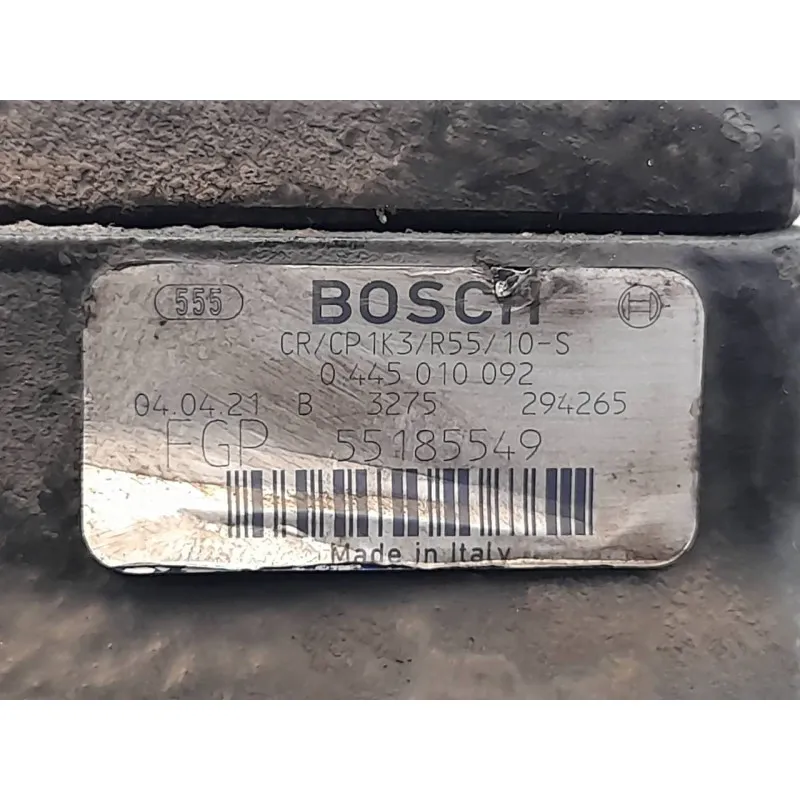 555 BOSCH
CR/CP1K3/R55/10-S
0 445 010 092
04.04.21 B 3275 294265
FGP 55185549
Made in Italy